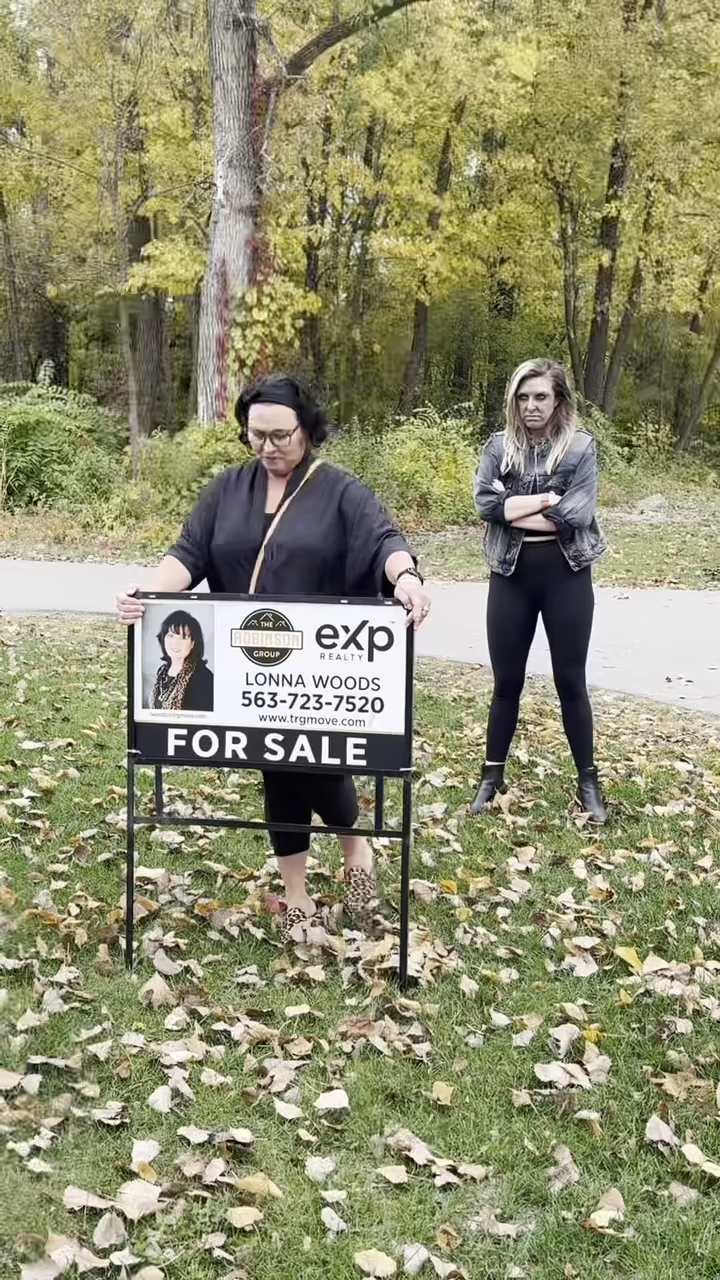 THE
ROBINSON
GROUP
exp
REALTY
LONNA WOODS
563-723-7520
www.trgmove.com
FOR SALE